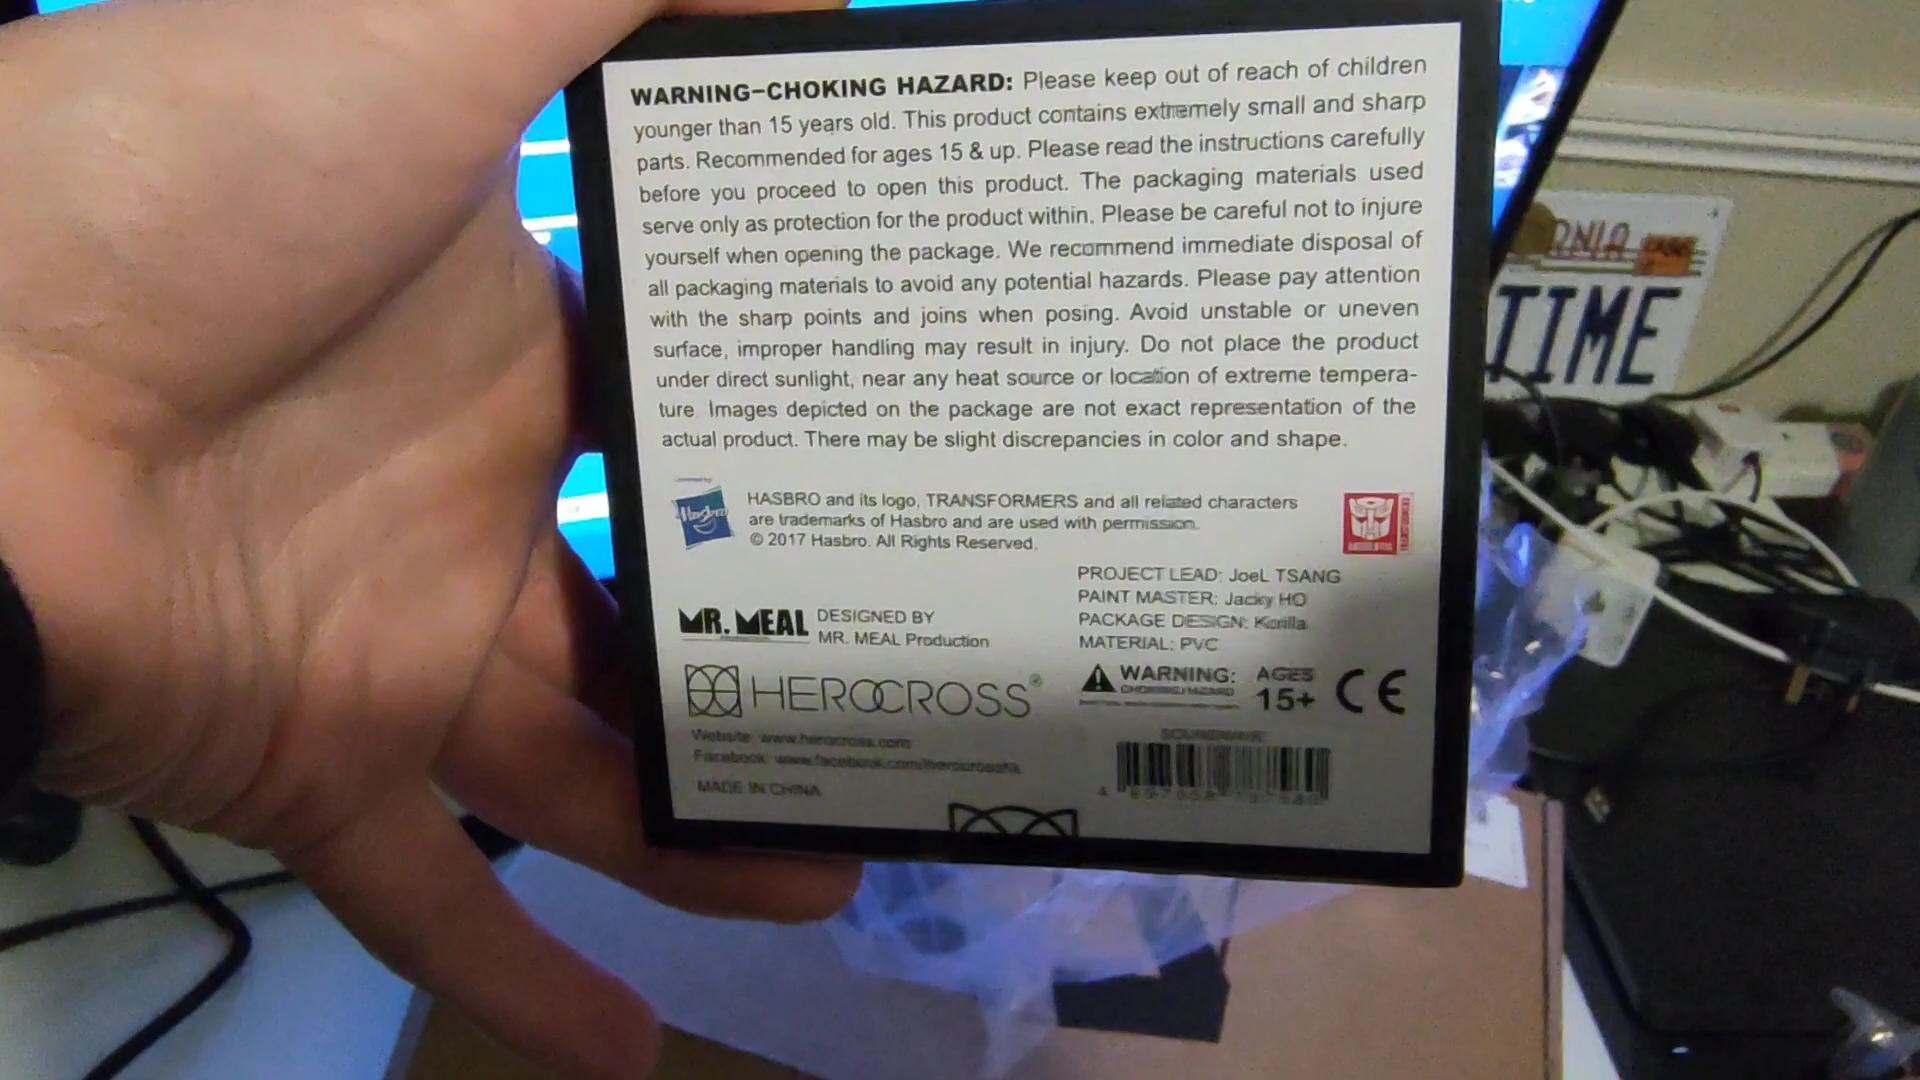 WARNING-CHOKING HAZARD: Please keep out of reach of children
younger than 15 years old. This product contains extremely small and sharp
parts. Recommended for ages 15 & up. Please read the instructions carefully
before you proceed to open this product. The packaging materials used
serve only as protection for the product within. Please be careful not to injure
yourself when opening the package. We recommend immediate disposal of
all packaging materials to avoid any potential hazards. Please pay attention
with the sharp points and joins when posing. Avoid unstable or uneven
surface, improper handling may result in injury. Do not place the product
under direct sunlight, near any heat source or location of extreme tempera-
ture. Images depicted on the package are not exact representation of the
actual product. There may be slight discrepancies in color and shape.
Hasbro
HASBRO and its logo, TRANSFORMERS and all related characters
are trademarks of Hasbro and are used with permission.
© 2017 Hasbro. All Rights Reserved.
PROJECT LEAD: JoeL TSANG
PAINT MASTER: Jacky HO
PACKAGE DESIGN: Korilla
MATERIAL: PVC
MR. MEAL
DESIGNED BY
MR. MEAL Production
HEROCROSS®
WARNING:
CHOKING HAZARD
AGES
15+
CE
Website: www.herocross.com
Facebook: www.facebook.com/herocrosshk
MADE IN CHINA
SOUNDWAVE
TIME